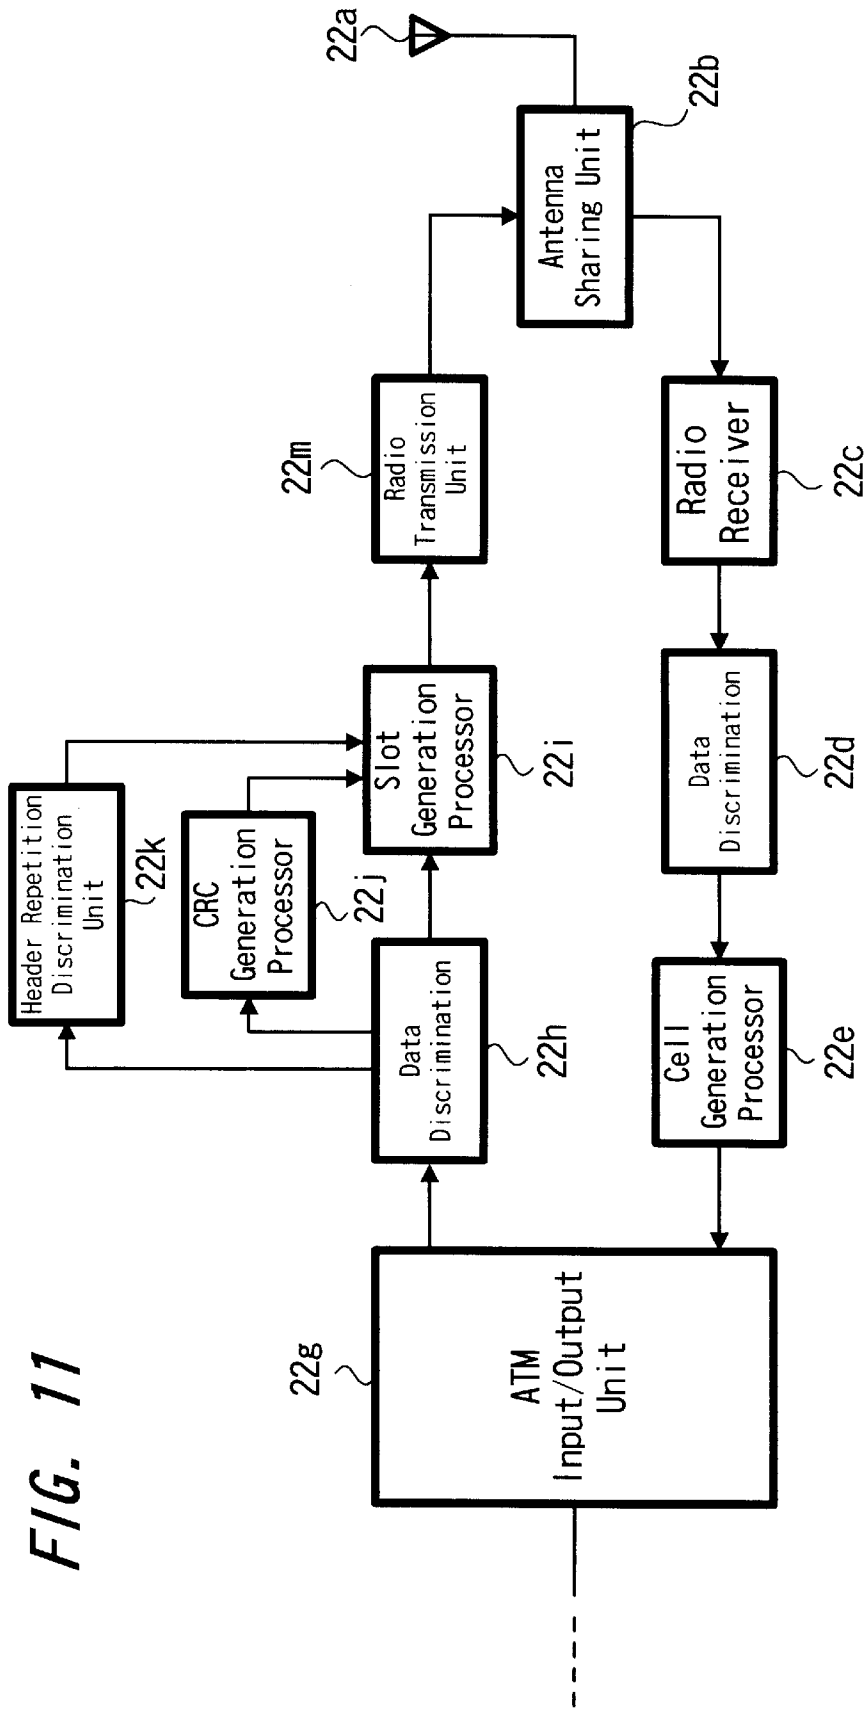 FIG. 11
Header Repetition
Discrimination
Unit
22k
CRC
Generation
Processor
22j
22g
ATM
Input/Output
Unit
Data
Discrimination
22h
Slot
Generation
Processor
22i
22m
Radio
Transmission
Unit
22a
Antenna
Sharing Unit
22b
Cell
Generation
Processor
22e
Data
Discrimination
22d
Radio
Receiver
22c